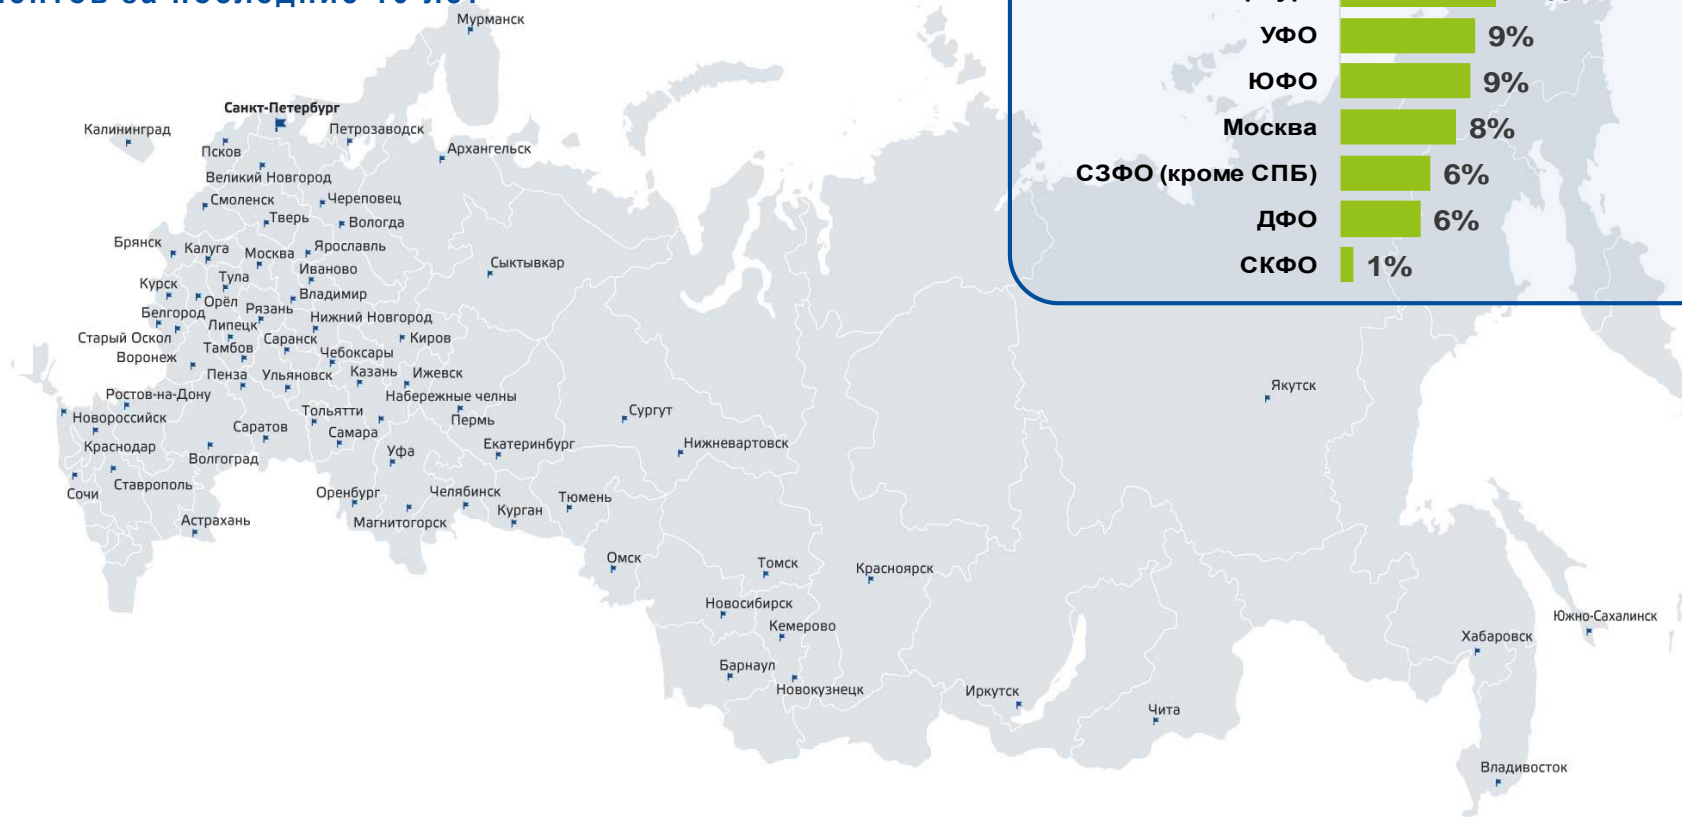 за последние 10 лет
УФО 9%
ЮФО 9%
Москва 8%
СЗФО (кроме СПБ) 6%
ДФО 6%
СКФО 1%
Мурманск
Санкт-Петербург
Калининград
Петрозаводск
Псков
Архангельск
Великий Новгород
Смоленск
Череповец
Тверь
Вологда
Брянск
Калуга
Москва
Ярославль
Сыктывкар
Иваново
Тула
Курск
Орёл
Владимир
Белгород
Рязань
Нижний Новгород
Старый Оскол
Липецк
Саранск
Киров
Воронеж
Тамбов
Чебоксары
Пенза
Ульяновск
Казань
Ижевск
Якутск
Ростов-на-Дону
Набережные челны
Новороссийск
Тольятти
Пермь
Сургут
Саратов
Самара
Краснодар
Екатеринбург
Нижневартовск
Волгоград
Уфа
Ставрополь
Сочи
Оренбург
Челябинск
Тюмень
Курган
Астрахань
Магнитогорск
Омск
Томск
Красноярск
Новосибирск
Южно-Сахалинск
Кемерово
Хабаровск
Барнаул
Новокузнецк
Иркутск
Чита
Владивосток